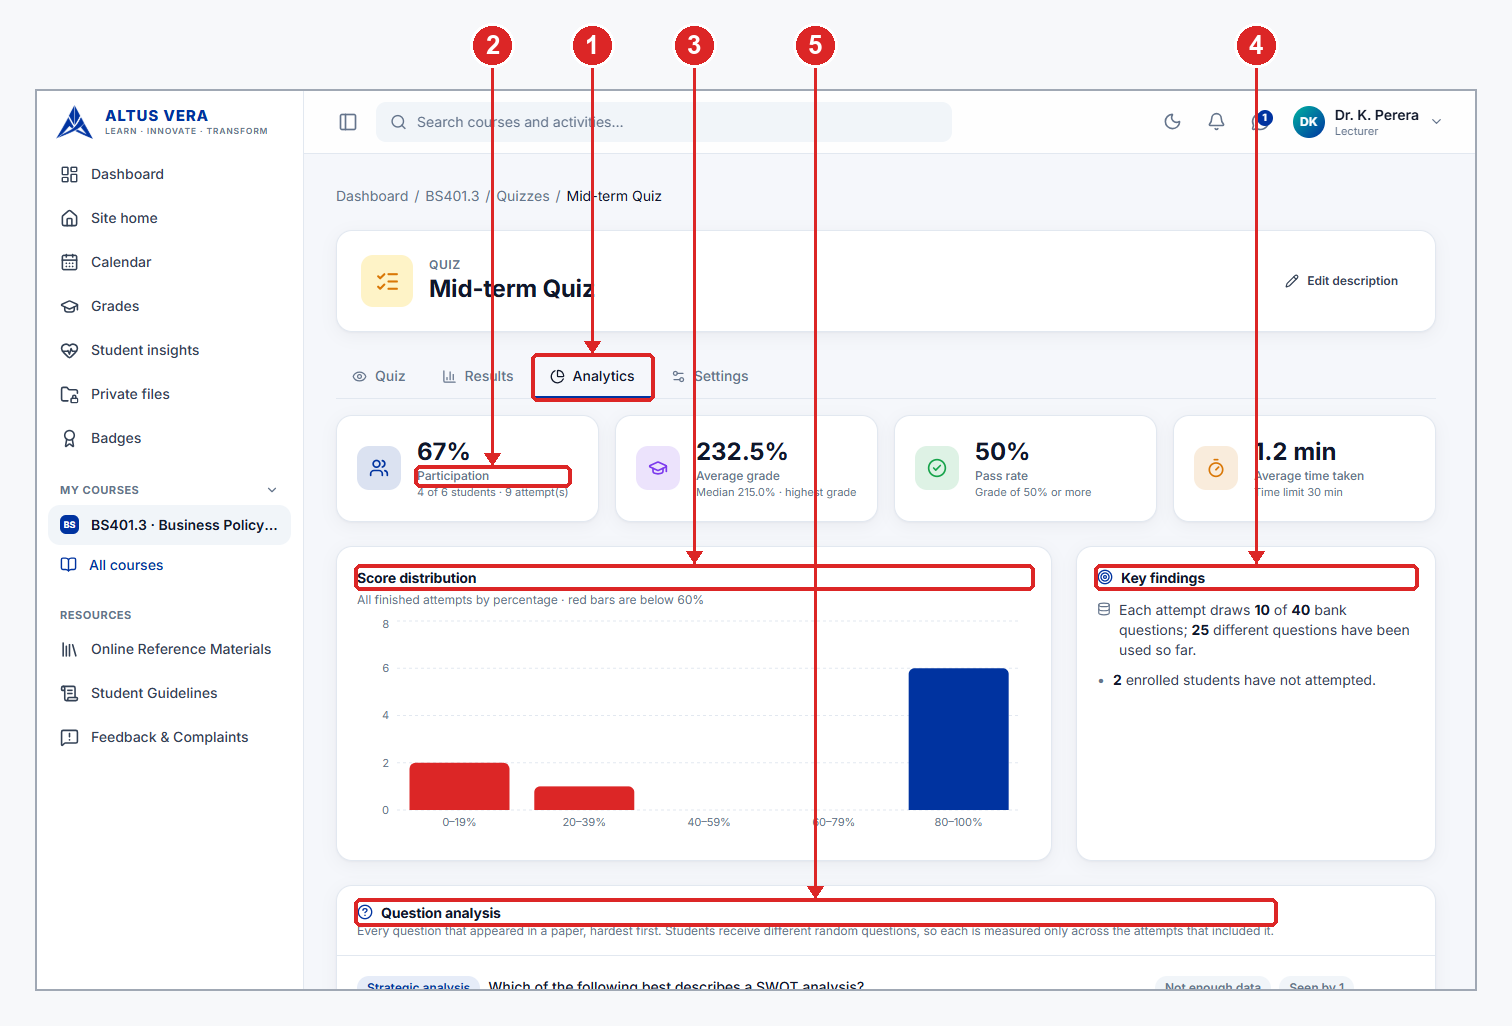 2 1 3 5 4
ALTUS VERA
LEARN · INNOVATE · TRANSFORM
Search courses and activities...
1
DK
Dr. K. Perera
Lecturer
Dashboard
Site home
Calendar
Grades
Student insights
Private files
Badges
MY COURSES
BS BS401.3 · Business Policy...
All courses
RESOURCES
Online Reference Materials
Student Guidelines
Feedback & Complaints
Dashboard / BS401.3 / Quizzes / Mid-term Quiz
QUIZ
Mid-term Quiz
Edit description
Quiz Results Analytics Settings
67%
Participation
4 of 6 students · 9 attempt(s)
232.5%
Average grade
Median 215.0% · highest grade
50%
Pass rate
Grade of 50% or more
1.2 min
Average time taken
Time limit 30 min
Score distribution
All finished attempts by percentage · red bars are below 60%
8
6
4
2
0
0–19% 20–39% 40–59% 60–79% 80–100%
Key findings
Each attempt draws 10 of 40 bank
questions; 25 different questions have been
used so far.
• 2 enrolled students have not attempted.
Question analysis
Every question that appeared in a paper, hardest first. Students receive different random questions, so each is measured only across the attempts that included it.
Strategic analysis Which of the following best describes a SWOT analysis? Not enough data Seen by 1